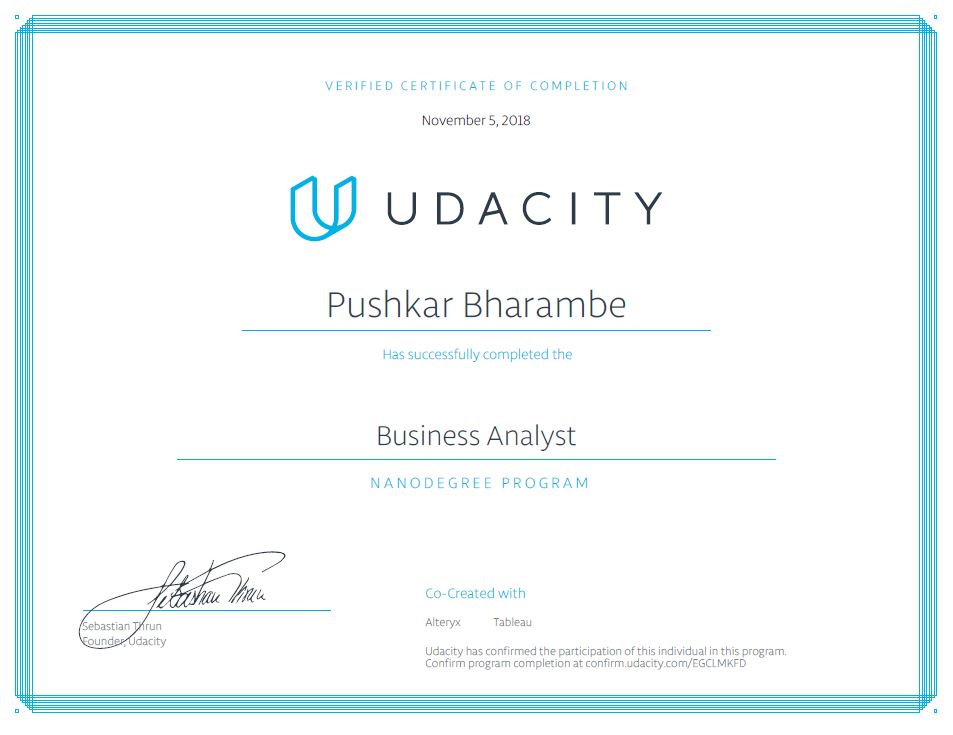 VERIFIED CERTIFICATE OF COMPLETION
November 5, 2018
UDACITY
Pushkar Bharambe
Has successfully completed the
Business Analyst
NANODEGREE PROGRAM
Sebastian Thrun
Sebastian Thrun
Founder, Udacity
Co-Created with
Alteryx Tableau
Udacity has confirmed the participation of this individual in this program.
Confirm program completion at confirm.udacity.com/EGCLMKFD